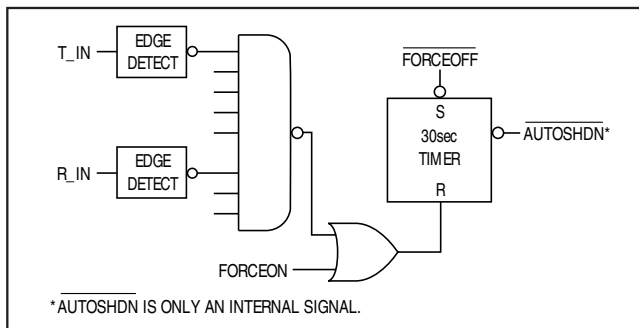 T_IN
EDGE
DETECT
R_IN
EDGE
DETECT
FORCEON
FORCEOFF
S
30sec
TIMER
R
AUTOSHDN*
*AUTOSHDN IS ONLY AN INTERNAL SIGNAL.